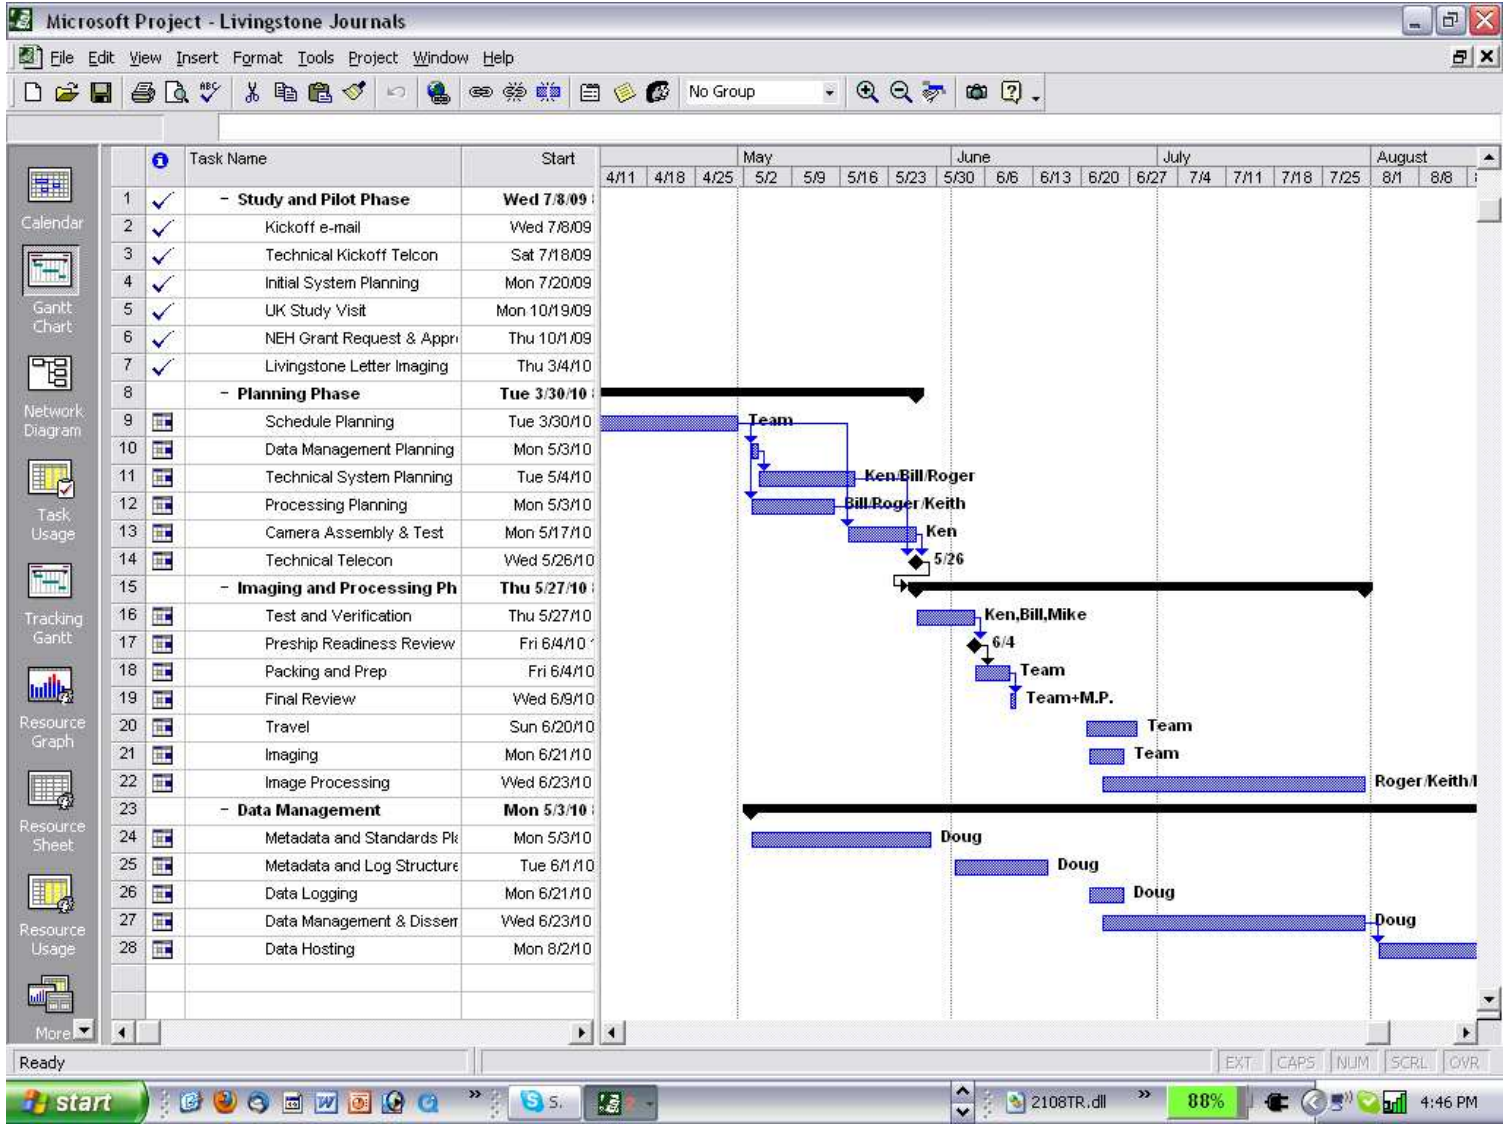 Microsoft Project - Livingstone Journals
File Edit View Insert Format Tools Project Window Help
No Group
Task Name Start May June July August
4/11 4/18 4/25 5/2 5/9 5/16 5/23 5/30 6/6 6/13 6/20 6/27 7/4 7/11 7/18 7/25 8/1 8/8
1 - Study and Pilot Phase Wed 7/8/09
Calendar
2 Kickoff e-mail Wed 7/8/09
3 Technical Kickoff Telcon Sat 7/18/09
4 Initial System Planning Mon 7/20/09
Gantt Chart
5 UK Study Visit Mon 10/19/09
6 NEH Grant Request & Appr Thu 10/1/09
7 Livingstone Letter Imaging Thu 3/4/10
8 - Planning Phase Tue 3/30/10
Network Diagram
9 Schedule Planning Tue 3/30/10 Team
10 Data Management Planning Mon 5/3/10
11 Technical System Planning Tue 5/4/10 Ken/Bill/Roger
12 Processing Planning Mon 5/3/10 Bill/Roger/Keith
Task Usage
13 Camera Assembly & Test Mon 5/17/10 Ken
14 Technical Telecon Wed 5/26/10 5/26
15 - Imaging and Processing Ph Thu 5/27/10
16 Test and Verification Thu 5/27/10 Ken,Bill,Mike
Tracking Gantt
17 Preship Readiness Review Fri 6/4/10 6/4
18 Packing and Prep Fri 6/4/10 Team
19 Final Review Wed 6/9/10 Team+M.P.
Resource Graph
20 Travel Sun 6/20/10 Team
21 Imaging Mon 6/21/10 Team
22 Image Processing Wed 6/23/10 Roger/Keith/
23 - Data Management Mon 5/3/10
Resource Sheet
24 Metadata and Standards Pl Mon 5/3/10 Doug
25 Metadata and Log Structure Tue 6/1/10 Doug
26 Data Logging Mon 6/21/10 Doug
27 Data Management & Dissem Wed 6/23/10 Doug
Resource Usage
28 Data Hosting Mon 8/2/10
More
Ready EXT CAPS NUM SCRL OVR
start S. 2108TR.dll 88% 4:46 PM